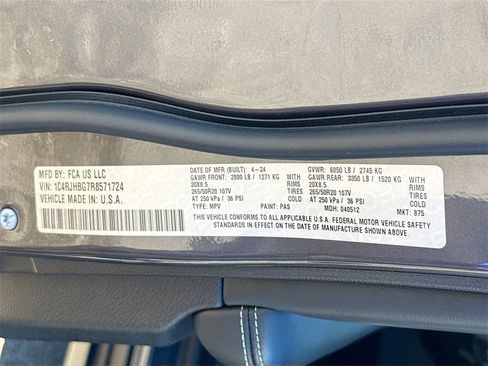 MFD BY: FCA US LLC
VIN: 1C4RJHBG7R8571724
VEHICLE MADE IN: U.S.A.
DATE OF MFR (BUILT): 4-24
GAWR FRONT: 2800 LB / 1271 KG WITH
20X8.5
265/50R20 107V TIRES
AT 250 kPa / 36 PSI COLD
TYPE: MPV PAINT: PAS
GVWR: 6050 LB / 2745 KG
GAWR REAR: 3350 LB / 1520 KG WITH
20X8.5
265/50R20 107V TIRES
AT 250 kPa / 36 PSI COLD
MDH: 040512 MKT: 875
THIS VEHICLE CONFORMS TO ALL APPLICABLE U.S.A. FEDERAL MOTOR VEHICLE SAFETY
STANDARDS IN EFFECT ON THE DATE OF MANUFACTURE SHOWN ABOVE